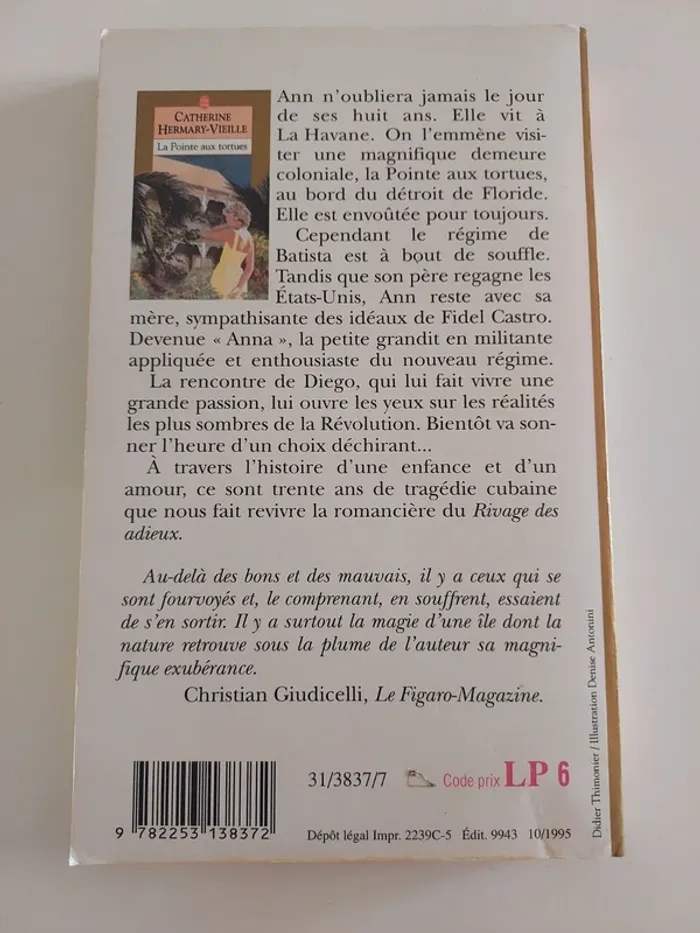 CATHERINE
HERMARY-VIEILLE
La Pointe aux tortues
Ann n'oubliera jamais le jour
de ses huit ans. Elle vit à
La Havane. On l'emmène visi-
ter une magnifique demeure
coloniale, la Pointe aux tortues,
au bord du détroit de Floride.
Elle est envoûtée pour toujours.
Cependant le régime de
Batista est à bout de souffle.
Tandis que son père regagne les
États-Unis, Ann reste avec sa
mère, sympathisante des idéaux de Fidel Castro.
Devenue « Anna », la petite grandit en militante
appliquée et enthousiaste du nouveau régime.
La rencontre de Diego, qui lui fait vivre une
grande passion, lui ouvre les yeux sur les réalités
les plus sombres de la Révolution. Bientôt va son-
ner l'heure d'un choix déchirant...
À travers l'histoire d'une enfance et d'un
amour, ce sont trente ans de tragédie cubaine
que nous fait revivre la romancière du Rivage des
adieux.
Au-delà des bons et des mauvais, il y a ceux qui se
sont fourvoyés et, le comprenant, en souffrent, essaient
de s'en sortir. Il y a surtout la magie d'une île dont la
nature retrouve sous la plume de l'auteur sa magni-
fique exubérance.
Christian Giudicelli, Le Figaro-Magazine.
Didier Thimonier / Illustration Denise Antonini
31/3837/7
Code prix LP 6
9 782253 138372
Dépôt légal Impr. 2239C-5 Édit. 9943 10/1995